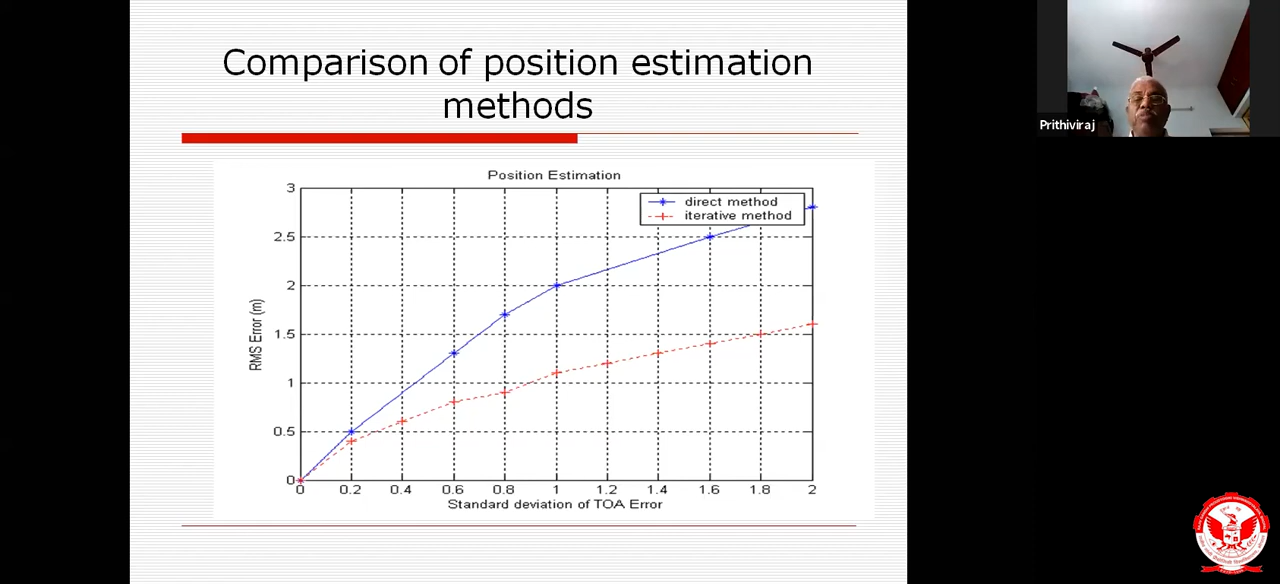 Comparison of position estimation
methods
Position Estimation
direct method
iterative method
3
2.5
2
1.5
1
0.5
0
RMS Error (m)
0 0.2 0.4 0.6 0.8 1 1.2 1.4 1.6 1.8 2
Standard deviation of TOA Error
Prithiviraj